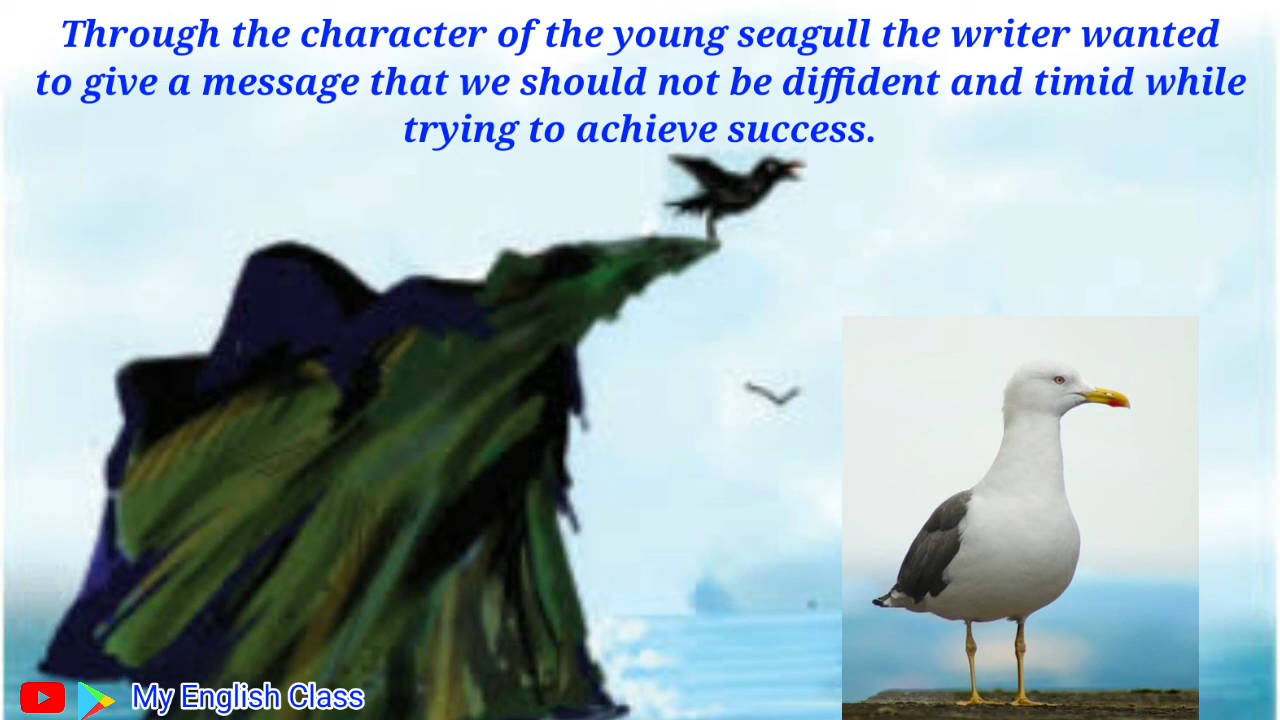 Through the character of the young seagull the writer wanted
to give a message that we should not be diffident and timid while
trying to achieve success.
My English Class